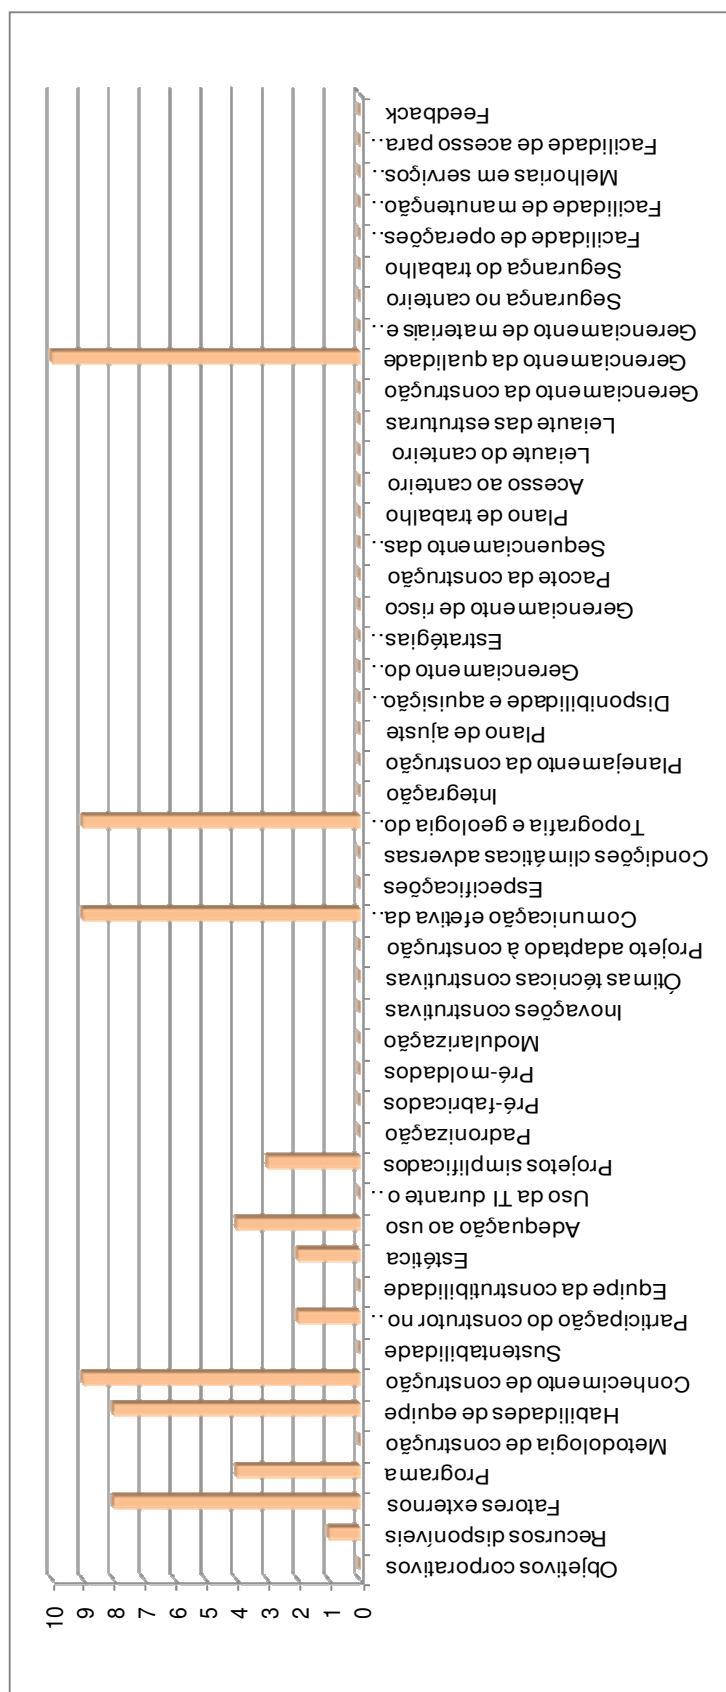 Feedback
Facilidade de acesso para..
Melhorias em serviços..
Facilidade de manutenção..
Facilidade de operações..
Segurança do trabalho
Segurança no canteiro
Gerenciamento de materiais e..
Gerenciamento da qualidade
Gerenciamento da construção
Leiaute das estruturas
Leiaute do canteiro
Acesso ao canteiro
Plano de trabalho
Sequenciamento das..
Pacote da construção
Gerenciamento de risco
Estratégias..
Gerenciamento do..
Disponibilidade e aquisição..
Plano de ajuste
Planejamento da construção
Integração
Topografia e geologia do..
Condições climáticas adversas
Especificações
Comunicação efetiva da..
Projeto adaptado à construção
Ótimas técnicas construtivas
Inovações construtivas
Modularização
Pré-moldados
Pré-fabricados
Padronização
Projetos simplificados
Uso da TI durante o..
Adequação ao uso
Estética
Equipe da construtibilidade
Participação do construtor no..
Sustentabilidade
Conhecimento de construção
Habilidades de equipe
Metodologia de construção
Programa
Fatores externos
Recursos disponíveis
Objetivos corporativos
10
9
8
7
6
5
4
3
2
1
0